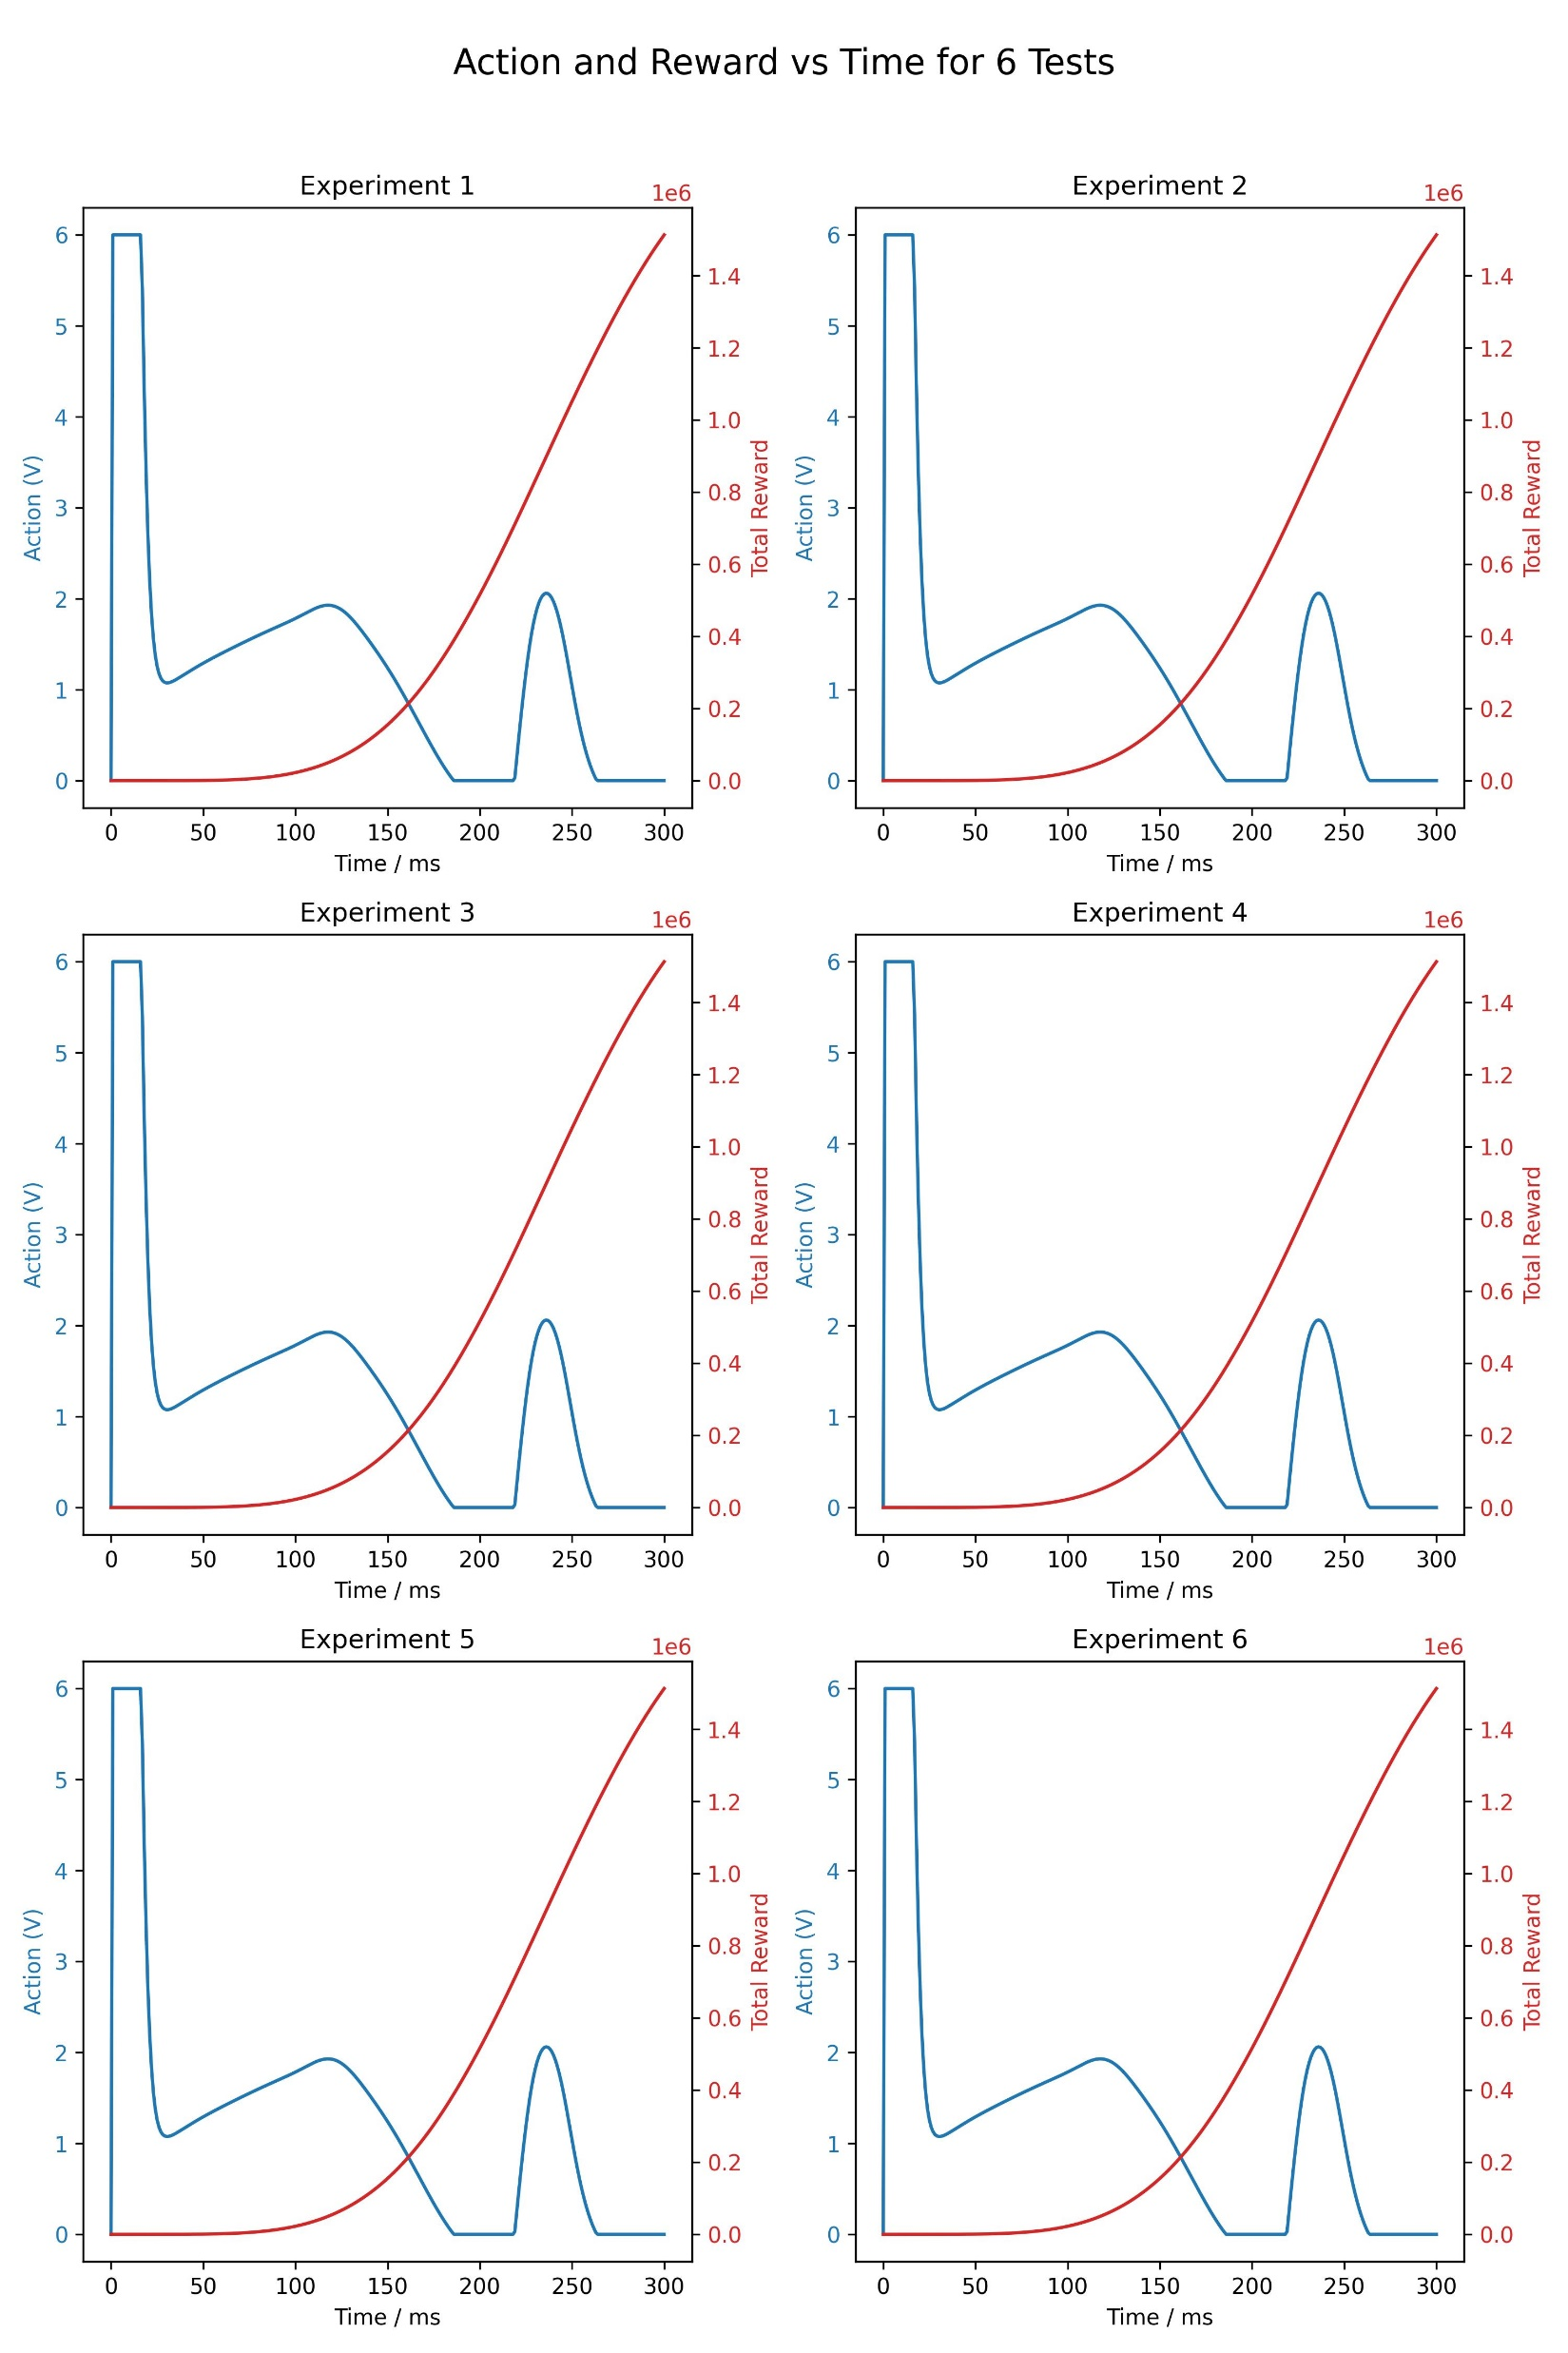 Action and Reward vs Time for 6 Tests
Experiment 1
1e6
6
5
4
3
2
1
0
Action (V)
1.4
1.2
1.0
0.8
0.6
0.4
0.2
0.0
Total Reward
0 50 100 150 200 250 300
Time / ms
Experiment 2
1e6
6
5
4
3
2
1
0
Action (V)
1.4
1.2
1.0
0.8
0.6
0.4
0.2
0.0
Total Reward
0 50 100 150 200 250 300
Time / ms
Experiment 3
1e6
6
5
4
3
2
1
0
Action (V)
1.4
1.2
1.0
0.8
0.6
0.4
0.2
0.0
Total Reward
0 50 100 150 200 250 300
Time / ms
Experiment 4
1e6
6
5
4
3
2
1
0
Action (V)
1.4
1.2
1.0
0.8
0.6
0.4
0.2
0.0
Total Reward
0 50 100 150 200 250 300
Time / ms
Experiment 5
1e6
6
5
4
3
2
1
0
Action (V)
1.4
1.2
1.0
0.8
0.6
0.4
0.2
0.0
Total Reward
0 50 100 150 200 250 300
Time / ms
Experiment 6
1e6
6
5
4
3
2
1
0
Action (V)
1.4
1.2
1.0
0.8
0.6
0.4
0.2
0.0
Total Reward
0 50 100 150 200 250 300
Time / ms